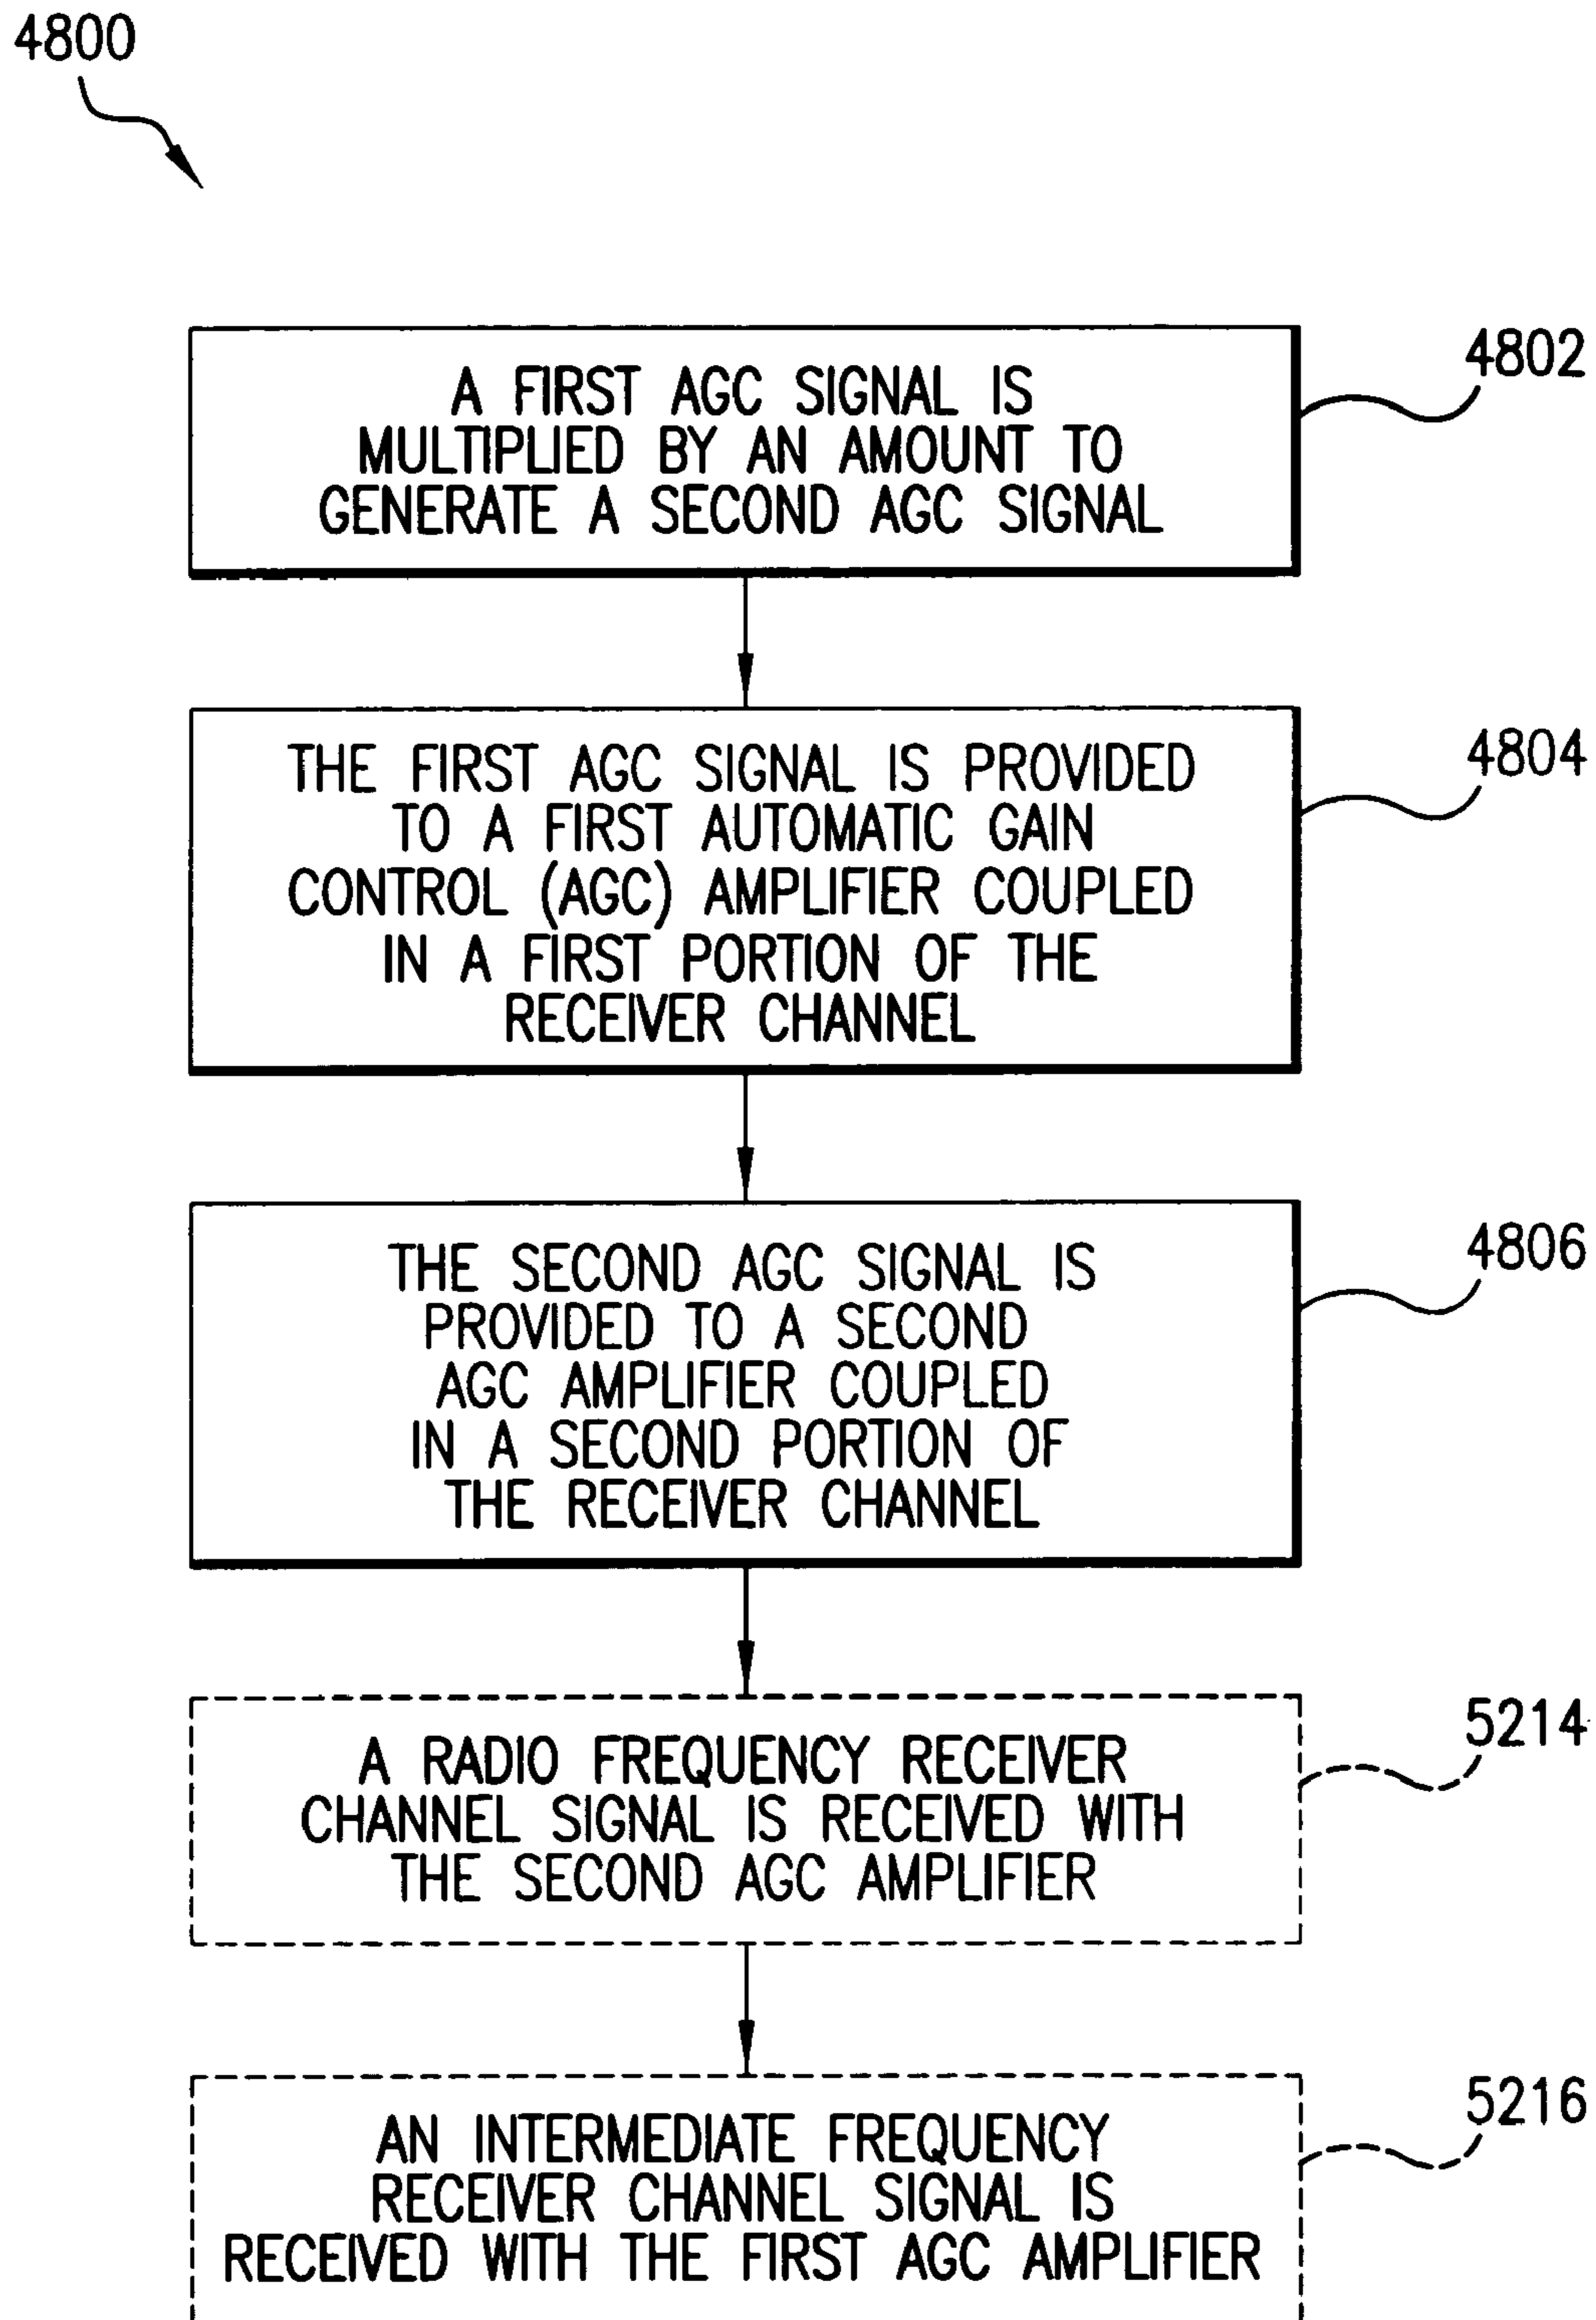 4800
A FIRST AGC SIGNAL IS
MULTIPLIED BY AN AMOUNT TO
GENERATE A SECOND AGC SIGNAL
4802
THE FIRST AGC SIGNAL IS PROVIDED
TO A FIRST AUTOMATIC GAIN
CONTROL (AGC) AMPLIFIER COUPLED
IN A FIRST PORTION OF THE
RECEIVER CHANNEL
4804
THE SECOND AGC SIGNAL IS
PROVIDED TO A SECOND
AGC AMPLIFIER COUPLED
IN A SECOND PORTION OF
THE RECEIVER CHANNEL
4806
A RADIO FREQUENCY RECEIVER
CHANNEL SIGNAL IS RECEIVED WITH
THE SECOND AGC AMPLIFIER
5214
AN INTERMEDIATE FREQUENCY
RECEIVER CHANNEL SIGNAL IS
RECEIVED WITH THE FIRST AGC AMPLIFIER
5216